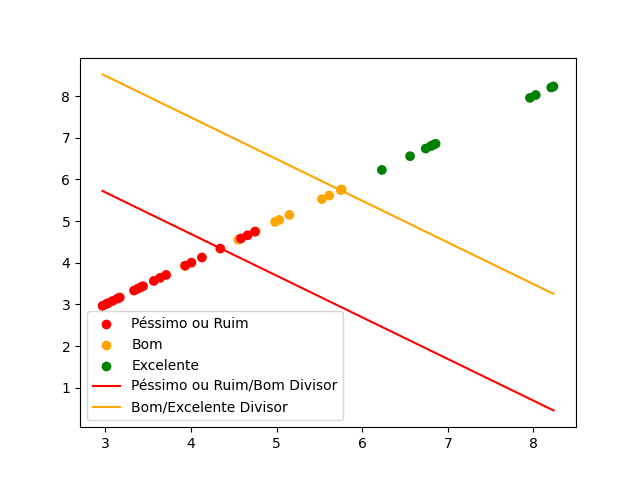 8
7
6
5
4
3
2
1
Péssimo ou Ruim
Bom
Excelente
Péssimo ou Ruim/Bom Divisor
Bom/Excelente Divisor
3 4 5 6 7 8